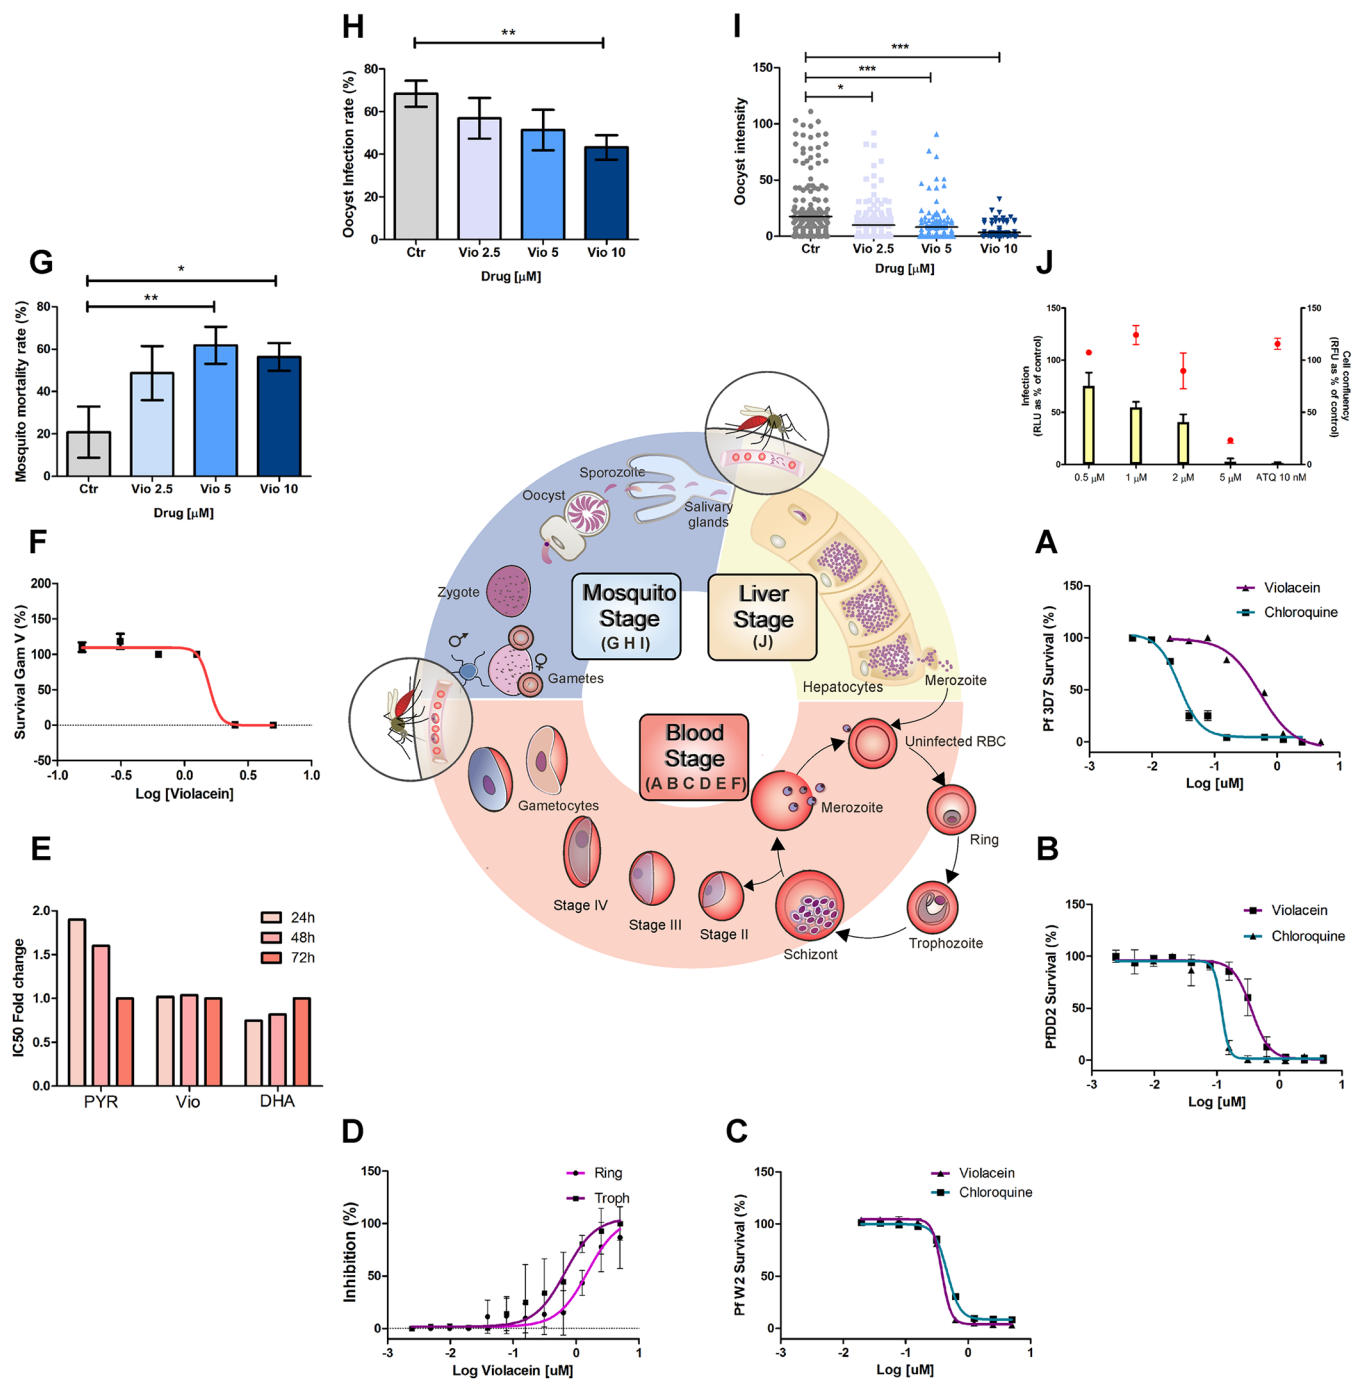 H
**
Oocyst Infection rate (%)
80
60
40
20
0
Ctr Vio 2.5 Vio 5 Vio 10
Drug [µM]
I
***
***
*
Oocyst intensity
150
100
50
0
Ctr Vio 2.5 Vio 5 Vio 10
Drug [µM]
G
*
**
Mosquito mortality rate (%)
80
60
40
20
0
Ctr Vio 2.5 Vio 5 Vio 10
Drug [µM]
J
Infection
(RLU as % of control)
150
100
50
0
150
100
50
0
Cell confluency
(RFU as % of control)
0.5 µM 1 µM 2 µM 5 µM ATQ 10 nM
F
Survival Gam V (%)
200
150
100
50
0
-50
-1.0 -0.5 0.0 0.5 1.0
Log [Violacein]
Sporozoite
Oocyst
Salivary
glands
Zygote
♂
♀
Gametes
Mosquito
Stage
(G H I)
Liver
Stage
(J)
Hepatocytes
Merozoite
Blood
Stage
(A B C D E F)
Uninfected RBC
Merozoite
Ring
Trophozoite
Schizont
Stage II
Stage III
Stage IV
Gametocytes
A
Violacein
Chloroquine
Pf 3D7 Survival (%)
150
100
50
0
-3 -2 -1 0 1
Log [uM]
E
IC50 Fold change
2.0
1.5
1.0
0.5
0.0
24h
48h
72h
PYR Vio DHA
B
Violacein
Chloroquine
PfDD2 Survival (%)
150
100
50
0
-3 -2 -1 0 1
Log [uM]
D
Ring
Troph
Inhibition (%)
150
100
50
0
-3 -2 -1 0 1
Log Violacein [uM]
C
Violacein
Chloroquine
Pf W2 Survival (%)
150
100
50
0
-3 -2 -1 0 1
Log [uM]